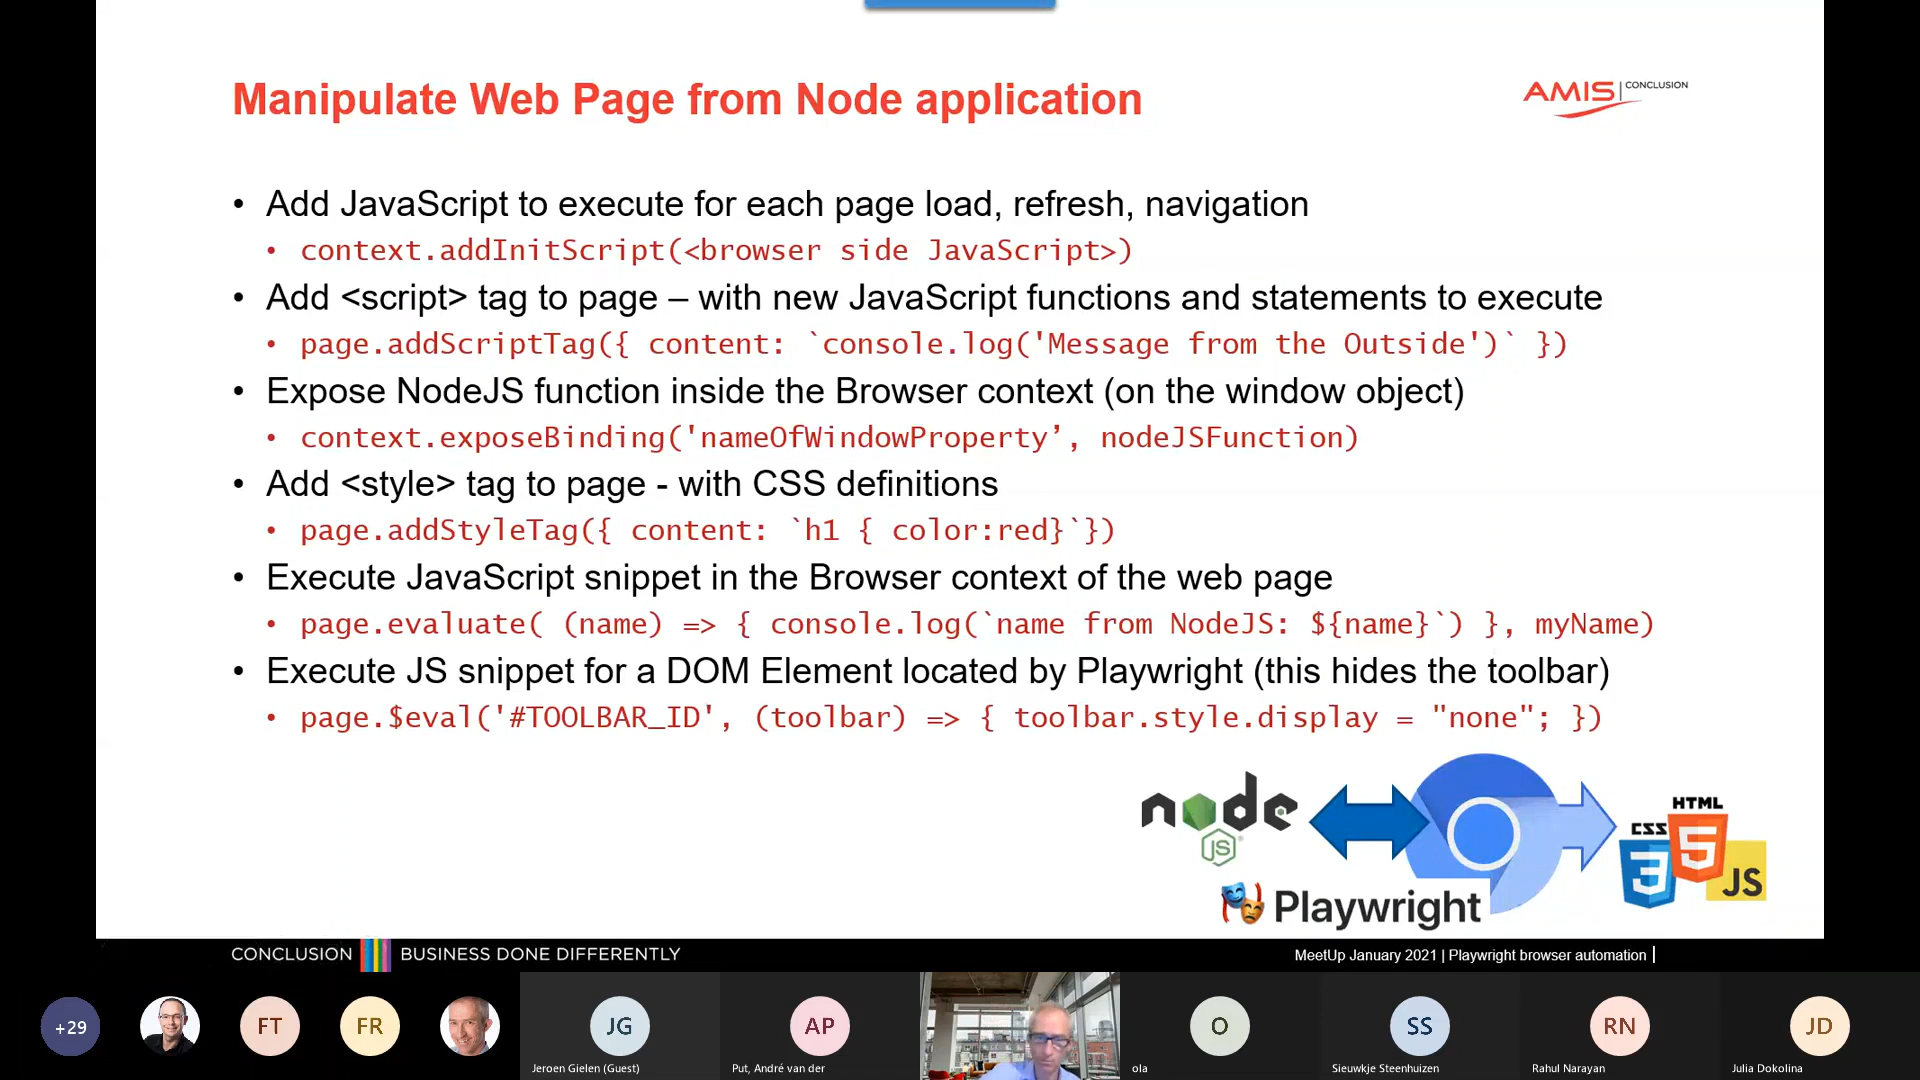 Manipulate Web Page from Node application
AMIS | CONCLUSION
• Add JavaScript to execute for each page load, refresh, navigation
• context.addInitScript(<browser side JavaScript>)
• Add <script> tag to page – with new JavaScript functions and statements to execute
• page.addScriptTag({ content: `console.log('Message from the Outside')` })
• Expose NodeJS function inside the Browser context (on the window object)
• context.exposeBinding('nameOfWindowProperty’, nodeJSFunction)
• Add <style> tag to page - with CSS definitions
• page.addStyleTag({ content: `h1 { color:red}`})
• Execute JavaScript snippet in the Browser context of the web page
• page.evaluate( (name) => { console.log(`name from NodeJS: ${name}`) }, myName)
• Execute JS snippet for a DOM Element located by Playwright (this hides the toolbar)
• page.$eval('#TOOLBAR_ID', (toolbar) => { toolbar.style.display = "none"; })
node
JS
Playwright
HTML
5
CSS
3
JS
CONCLUSION BUSINESS DONE DIFFERENTLY
MeetUp January 2021 | Playwright browser automation |
+29
FT
FR
JG
AP
O
SS
RN
JD
Jeroen Gielen (Guest)
Put, André van der
ola
Sieuwkje Steenhuizen
Rahul Narayan
Julia Dokolina